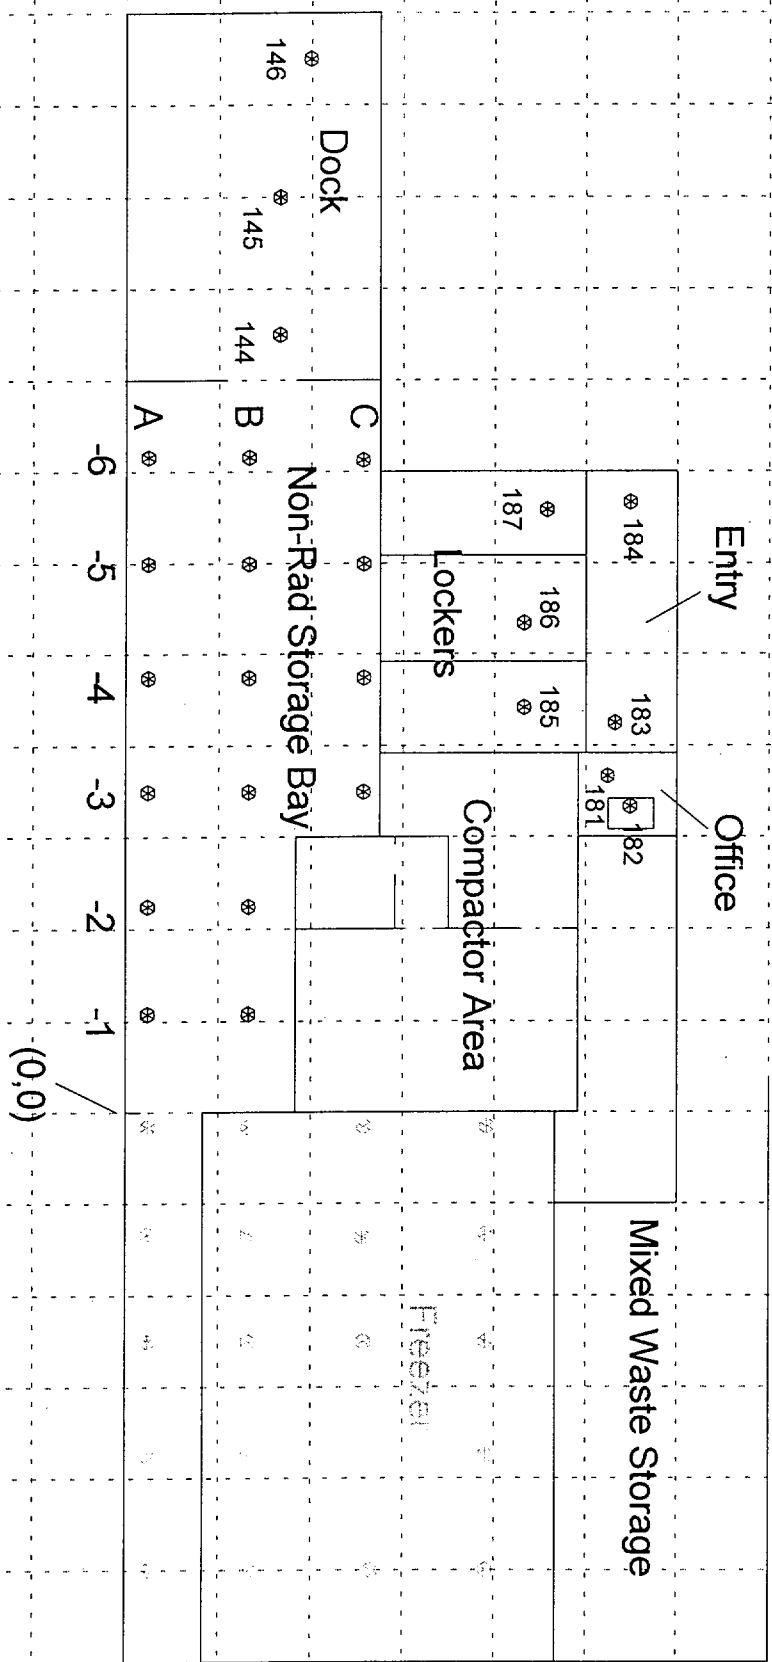 Entry
Office
Mixed Waste Storage
184
183
182
181
187
186
185
Lockers
Compactor Area
Freezer
146
Dock
145
144
Non-Rad Storage Bay
C
B
A
-6
-5
-4
-3
-2
-1
(0,0)